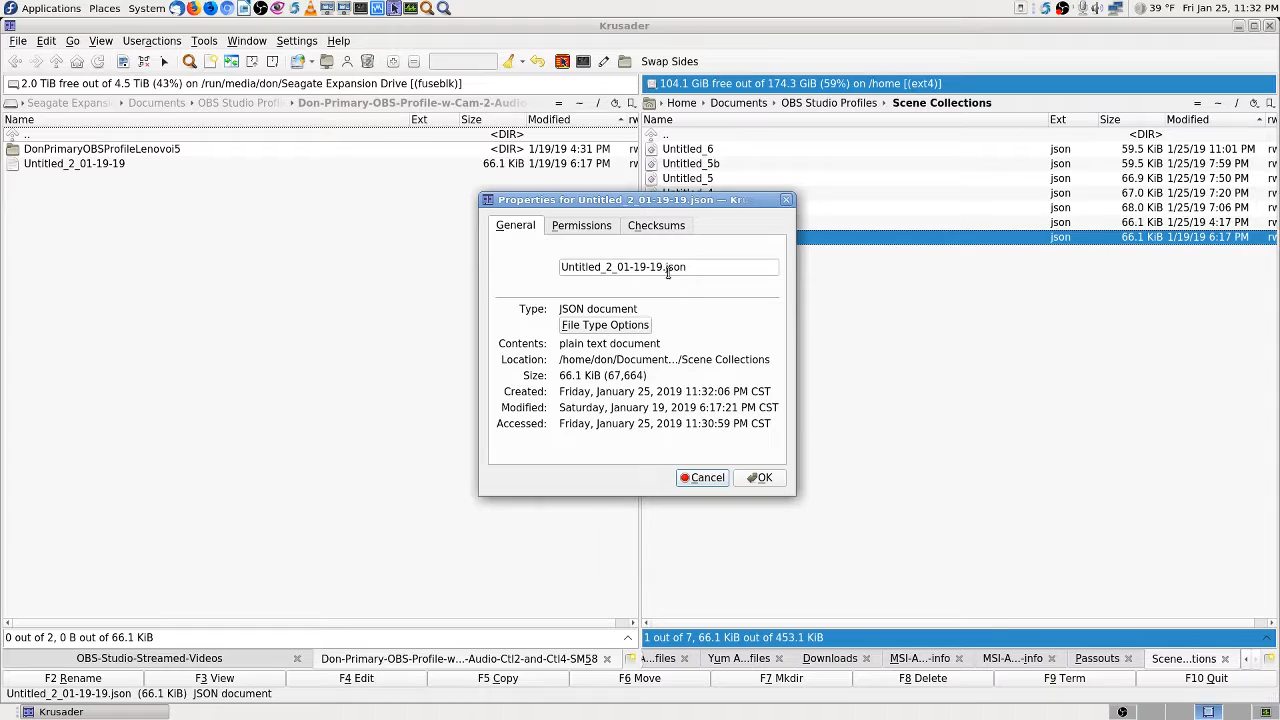 Applications Places System 39 °F Fri Jan 25, 11:32 PM
Krusader
File Edit Go View Useractions Tools Window Settings Help
Swap Sides
2.0 TiB free out of 4.5 TiB (43%) on /run/media/don/Seagate Expansion Drive [(fuseblk)] 104.1 GiB free out of 174.3 GiB (59%) on /home [(ext4)]
Seagate Expans Documents OBS Studio Profi Don-Primary-OBS-Profile-w-Cam-2-Audio = ~ / Home Documents OBS Studio Profiles Scene Collections = ~ /
Name Ext Size Modified rw Name Ext Size Modified rw
.. <DIR> .. <DIR>
DonPrimaryOBSProfileLenovoi5 <DIR> 1/19/19 4:31 PM Untitled_6 json 59.5 KiB 1/25/19 11:01 PM rw
Untitled_2_01-19-19 66.1 KiB 1/19/19 6:17 PM Untitled_5b json 59.5 KiB 1/25/19 7:59 PM rw
Untitled_5 json 66.9 KiB 1/25/19 7:50 PM rw
json 67.0 KiB 1/25/19 7:20 PM rw
json 68.0 KiB 1/25/19 7:06 PM rw
json 66.1 KiB 1/25/19 4:17 PM rw
json 66.1 KiB 1/19/19 6:17 PM rw
Properties for Untitled_2_01-19-19.json — Kru
General Permissions Checksums
Untitled_2_01-19-19.json
Type: JSON document
File Type Options
Contents: plain text document
Location: /home/don/Document.../Scene Collections
Size: 66.1 KiB (67,664)
Created: Friday, January 25, 2019 11:32:06 PM CST
Modified: Saturday, January 19, 2019 6:17:21 PM CST
Accessed: Friday, January 25, 2019 11:30:59 PM CST
Cancel OK
0 out of 2, 0 B out of 66.1 KiB 1 out of 7, 66.1 KiB out of 453.1 KiB
OBS-Studio-Streamed-Videos Don-Primary-OBS-Profile-w...-Audio-Ctl2-and-Ctl4-SM58 A...files Yum A...files Downloads MSI-A...-info MSI-A...-info Passouts Scene...tions
F2 Rename F3 View F4 Edit F5 Copy F6 Move F7 Mkdir F8 Delete F9 Term F10 Quit
Untitled_2_01-19-19.json (66.1 KiB) JSON document
Krusader